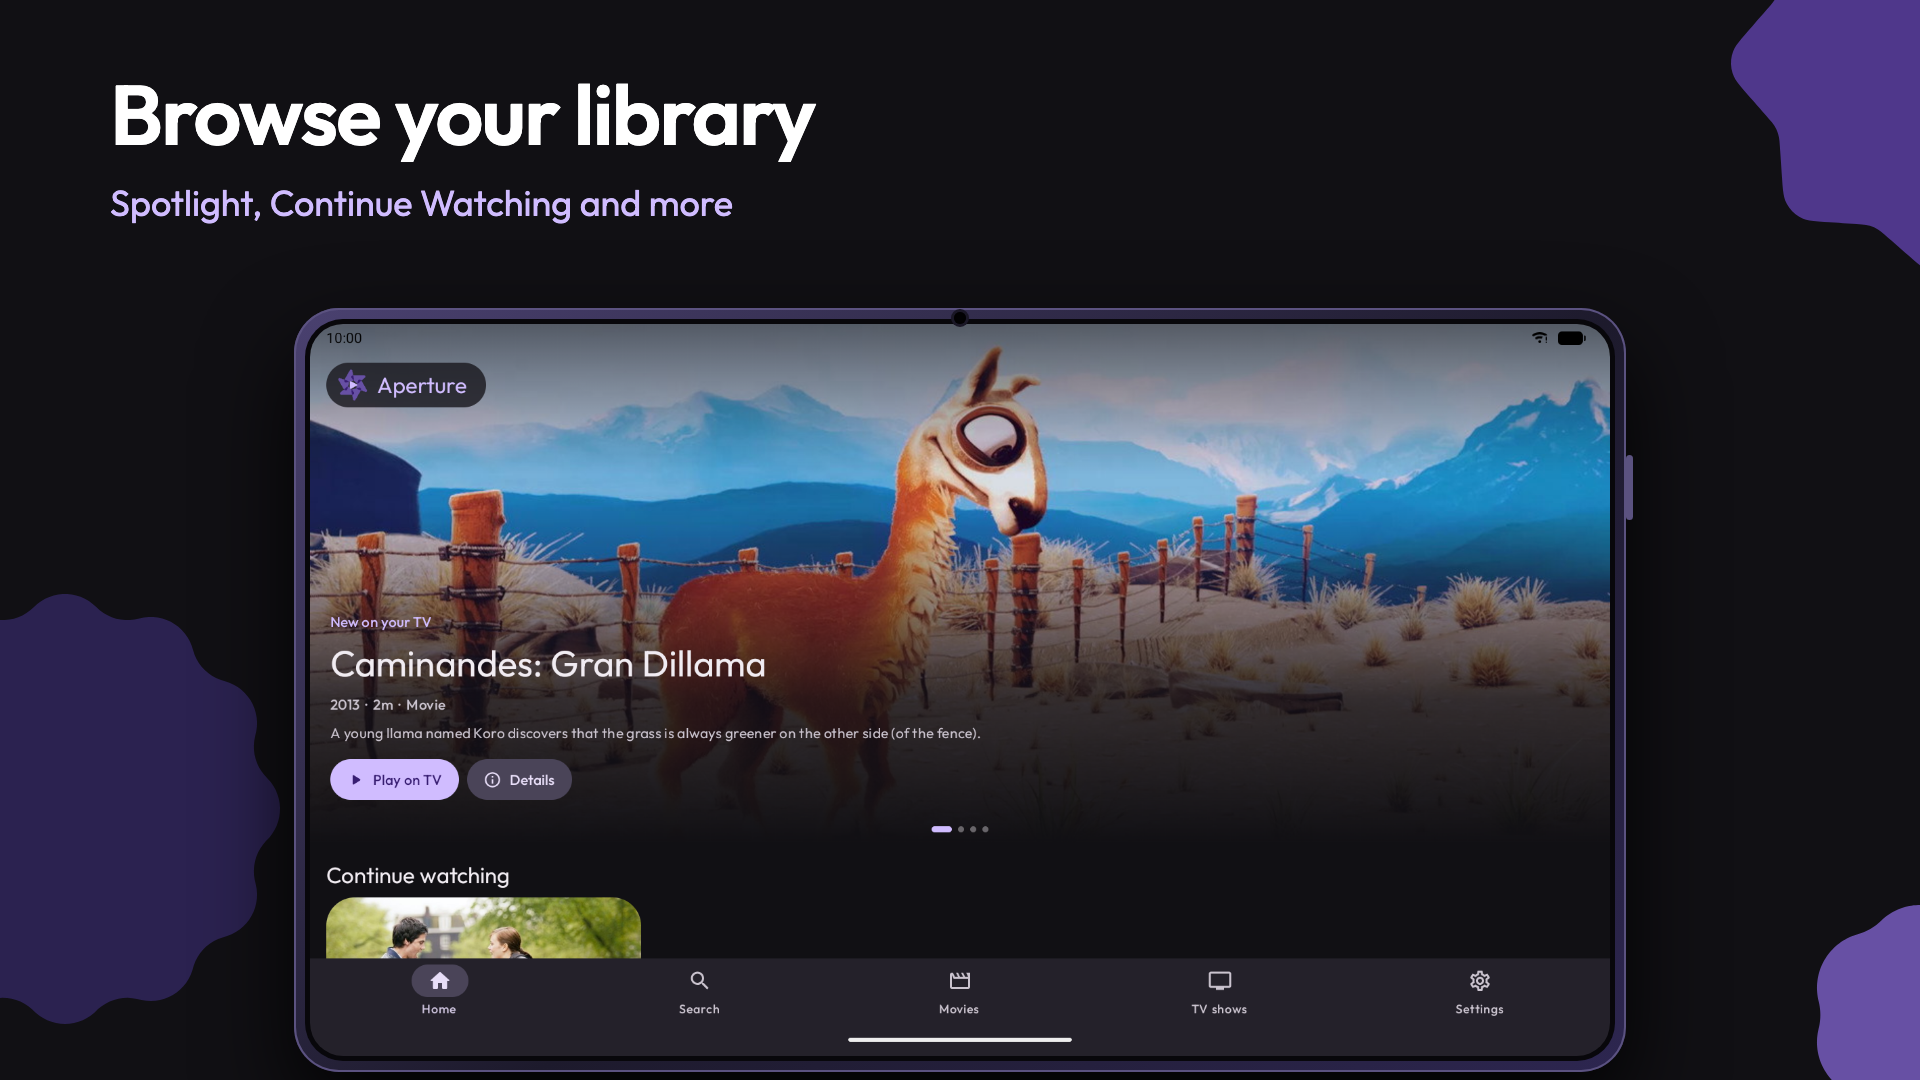 Browse your library
Spotlight, Continue Watching and more
10:00
Aperture
New on your TV
Caminandes: Gran Dillama
2013 · 2m · Movie
A young llama named Koro discovers that the grass is always greener on the other side (of the fence).
Play on TV
Details
Continue watching
Home
Search
Movies
TV shows
Settings